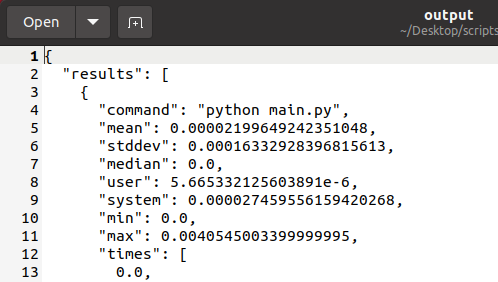 Open
output
~/Desktop/scripts
1 {
2 "results": [
3 {
4 "command": "python main.py",
5 "mean": 0.00002199649242351048,
6 "stddev": 0.00016332928396815613,
7 "median": 0.0,
8 "user": 5.665332125603891e-6,
9 "system": 0.000027459556159420268,
10 "min": 0.0,
11 "max": 0.0040545003399999995,
12 "times": [
13 0.0,